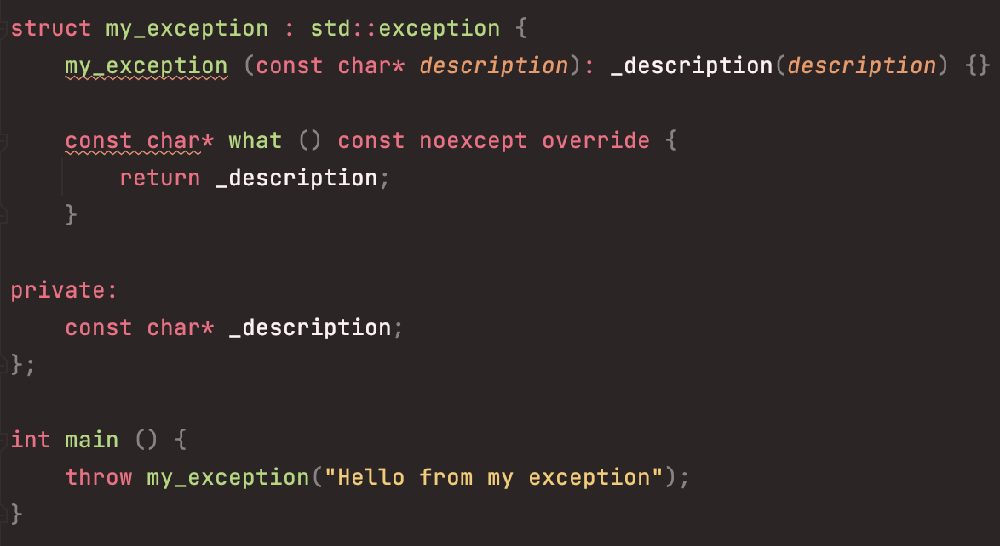 struct my_exception : std::exception {
    my_exception (const char* description): _description(description) {}

    const char* what () const noexcept override {
        return _description;
    }

private:
    const char* _description;
};

int main () {
    throw my_exception("Hello from my exception");
}